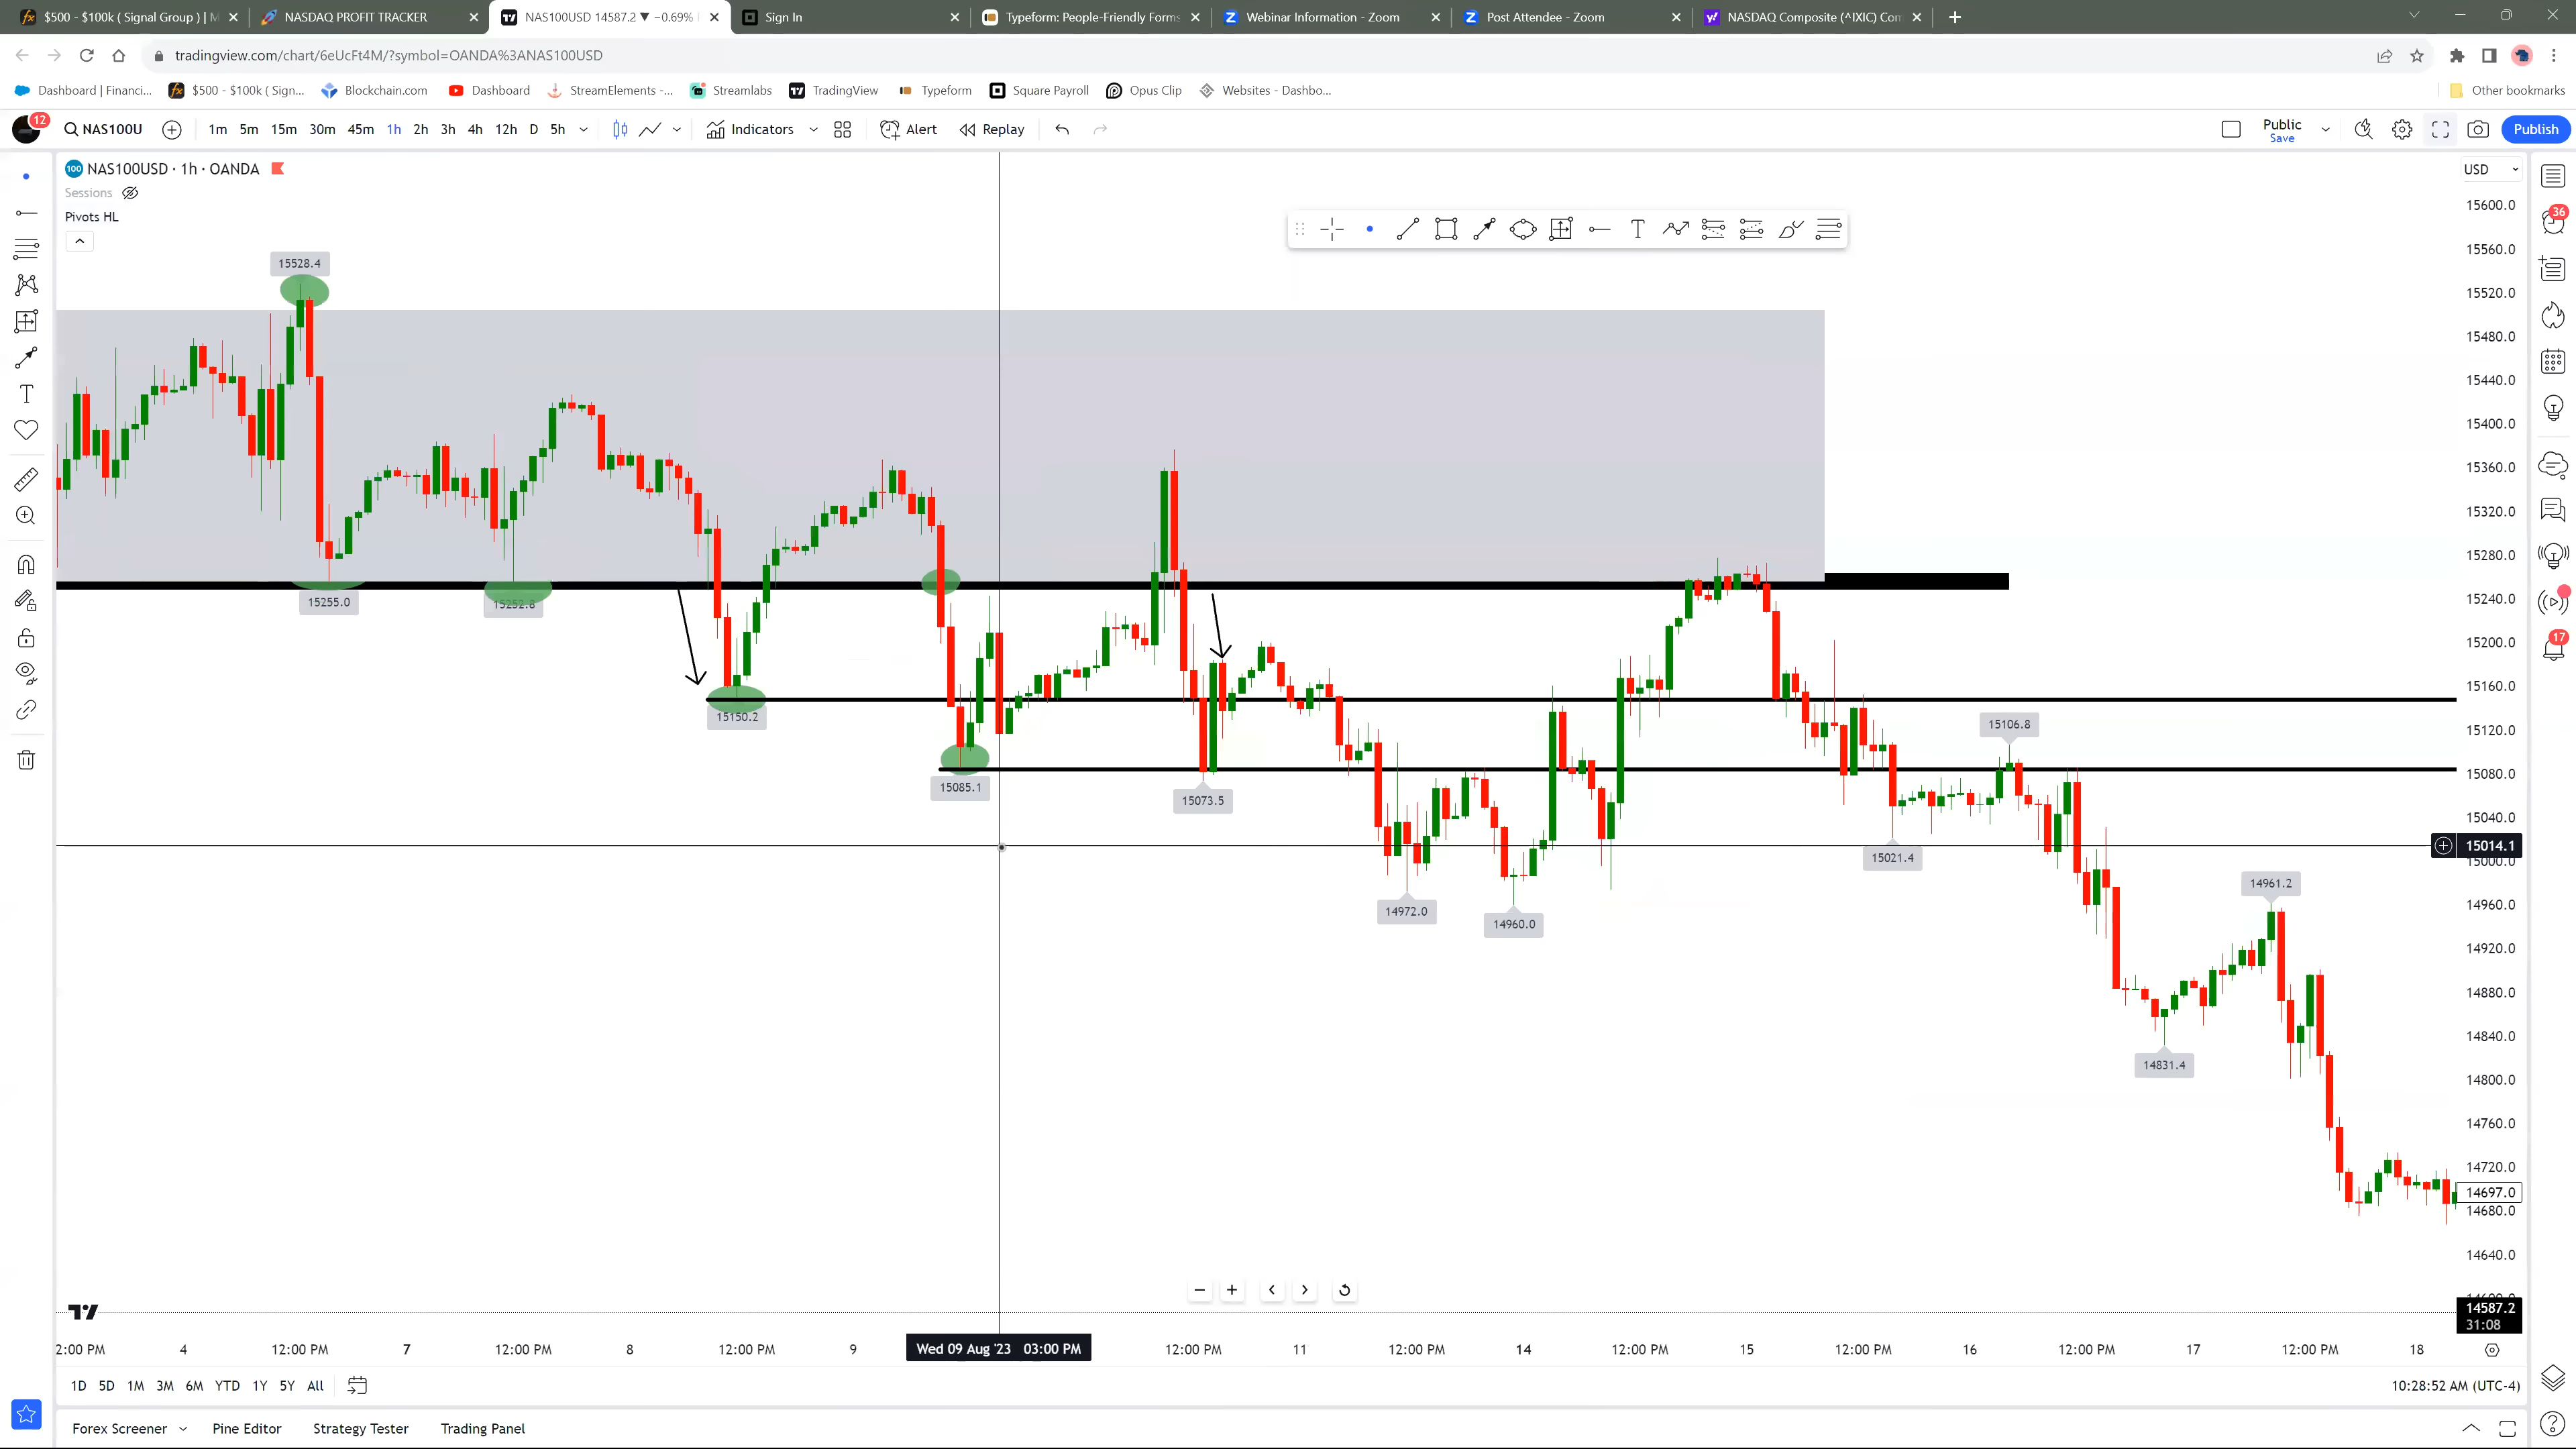 $500 - $100k ( Signal Group ) | M
NASDAQ PROFIT TRACKER
NAS100USD 14587.2 ▼ −0.69%
Sign In
Typeform: People-Friendly Forms
Webinar Information - Zoom
Post Attendee - Zoom
NASDAQ Composite (^IXIC) Con
tradingview.com/chart/6eUcFt4M/?symbol=OANDA%3ANAS100USD
Dashboard | Financi...
$500 - $100k ( Sign...
Blockchain.com
Dashboard
StreamElements -...
Streamlabs
TradingView
Typeform
Square Payroll
Opus Clip
Websites - Dashbo...
Other bookmarks
12
NAS100U
1m 5m 15m 30m 45m 1h 2h 3h 4h 12h D 5h
Indicators
Alert
Replay
Public
Save
Publish
100 NAS100USD · 1h · OANDA
Sessions
Pivots HL
USD
15600.0
15560.0
15520.0
15480.0
15440.0
15400.0
15360.0
15320.0
15280.0
15240.0
15200.0
15160.0
15120.0
15080.0
15040.0
15014.1
15000.0
14960.0
14920.0
14880.0
14840.0
14800.0
14760.0
14720.0
14697.0
14680.0
14640.0
14587.2
31:08
36
17
15528.4
15255.0
15252.8
15150.2
15085.1
15073.5
14972.0
14960.0
15021.4
15106.8
14831.4
14961.2
2:00 PM 4 12:00 PM 7 12:00 PM 8 12:00 PM 9 Wed 09 Aug '23 03:00 PM 12:00 PM 11 12:00 PM 14 12:00 PM 15 12:00 PM 16 12:00 PM 17 12:00 PM 18
1D 5D 1M 3M 6M YTD 1Y 5Y All
10:28:52 AM (UTC-4)
Forex Screener
Pine Editor
Strategy Tester
Trading Panel